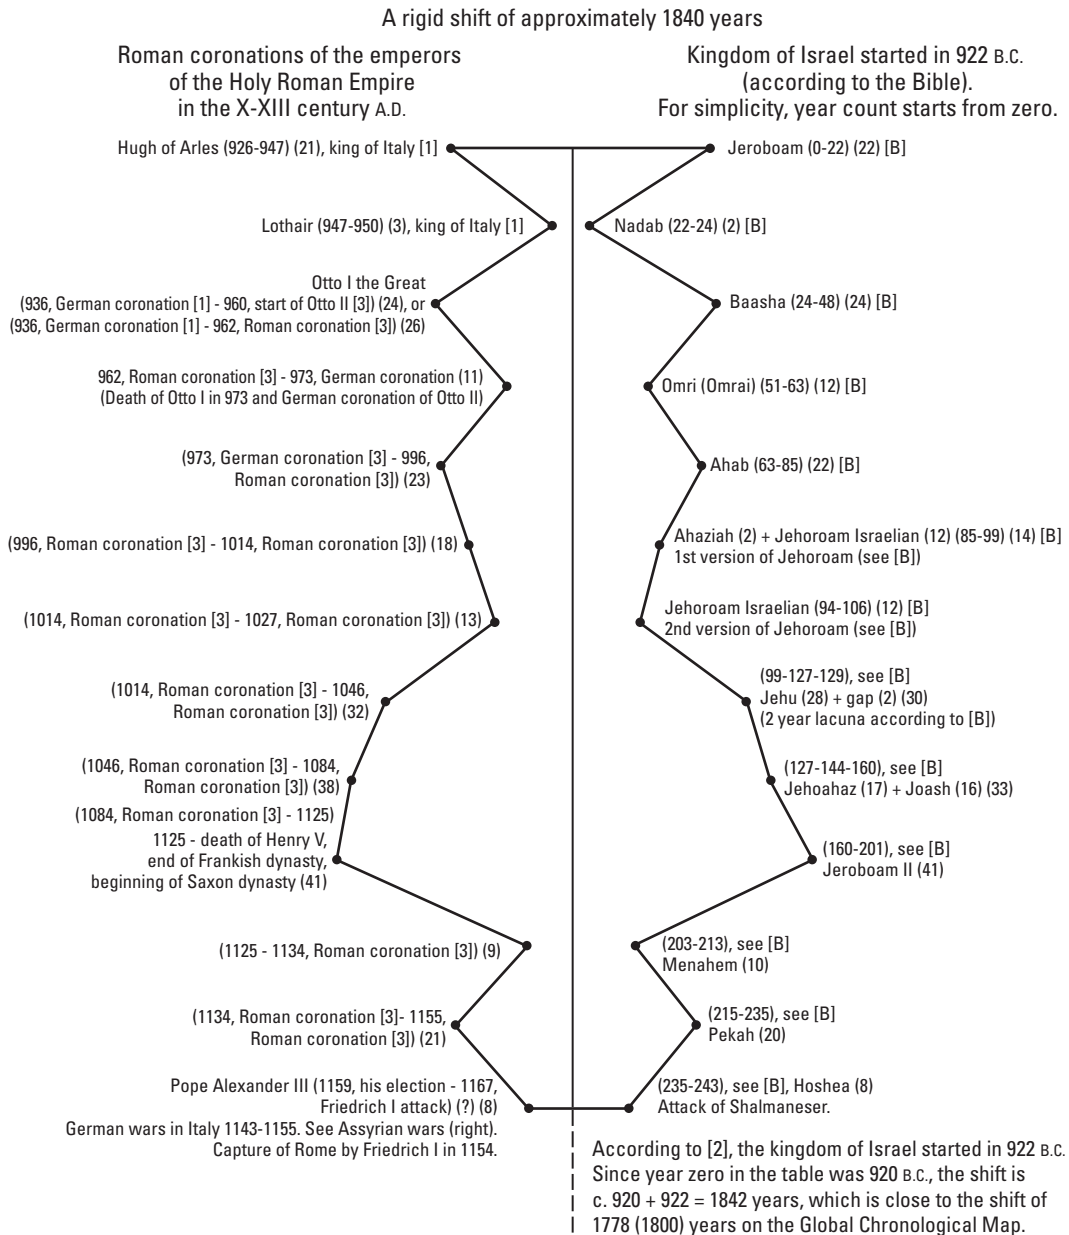 A rigid shift of approximately 1840 years
Roman coronations of the emperors
of the Holy Roman Empire
in the X-XIII century A.D.
Kingdom of Israel started in 922 B.C.
(according to the Bible).
For simplicity, year count starts from zero.
Hugh of Arles (926-947) (21), king of Italy [1]
Jeroboam (0-22) (22) [B]
Lothair (947-950) (3), king of Italy [1]
Nadab (22-24) (2) [B]
Otto I the Great
(936, German coronation [1] - 960, start of Otto II [3]) (24), or
(936, German coronation [1] - 962, Roman coronation [3]) (26)
Baasha (24-48) (24) [B]
962, Roman coronation [3] - 973, German coronation (11)
(Death of Otto I in 973 and German coronation of Otto II)
Omri (Omrai) (51-63) (12) [B]
(973, German coronation [3] - 996,
Roman coronation [3]) (23)
Ahab (63-85) (22) [B]
(996, Roman coronation [3] - 1014, Roman coronation [3]) (18)
Ahaziah (2) + Jehoroam Israelian (12) (85-99) (14) [B]
1st version of Jehoroam (see [B])
(1014, Roman coronation [3] - 1027, Roman coronation [3]) (13)
Jehoroam Israelian (94-106) (12) [B]
2nd version of Jehoroam (see [B])
(1014, Roman coronation [3] - 1046,
Roman coronation [3]) (32)
(99-127-129), see [B]
Jehu (28) + gap (2) (30)
(2 year lacuna according to [B])
(1046, Roman coronation [3] - 1084,
Roman coronation [3]) (38)
(127-144-160), see [B]
Jehoahaz (17) + Joash (16) (33)
(1084, Roman coronation [3] - 1125)
1125 - death of Henry V,
end of Frankish dynasty,
beginning of Saxon dynasty (41)
(160-201), see [B]
Jeroboam II (41)
(1125 - 1134, Roman coronation [3]) (9)
(203-213), see [B]
Menahem (10)
(1134, Roman coronation [3]- 1155,
Roman coronation [3]) (21)
(215-235), see [B]
Pekah (20)
Pope Alexander III (1159, his election - 1167,
Friedrich I attack) (?) (8)
German wars in Italy 1143-1155. See Assyrian wars (right).
Capture of Rome by Friedrich I in 1154.
(235-243), see [B], Hoshea (8)
Attack of Shalmaneser.
According to [2], the kingdom of Israel started in 922 B.C.
Since year zero in the table was 920 B.C., the shift is
c. 920 + 922 = 1842 years, which is close to the shift of
1778 (1800) years on the Global Chronological Map.